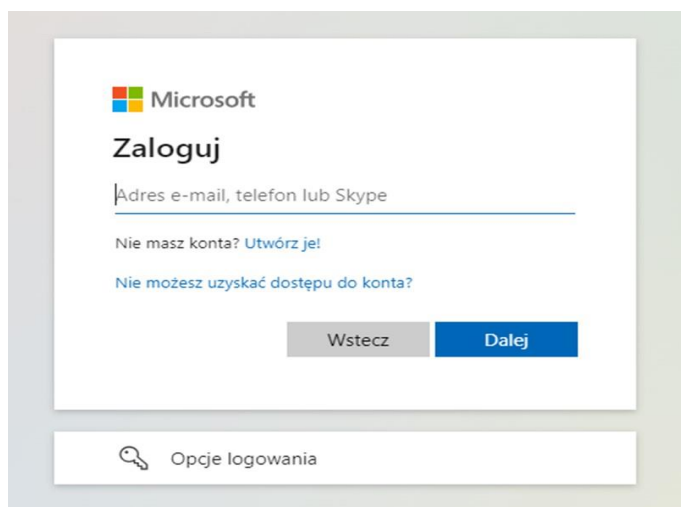 Microsoft
Zaloguj
Adres e-mail, telefon lub Skype
Nie masz konta? Utwórz je!
Nie możesz uzyskać dostępu do konta?
Wstecz Dalej
Opcje logowania